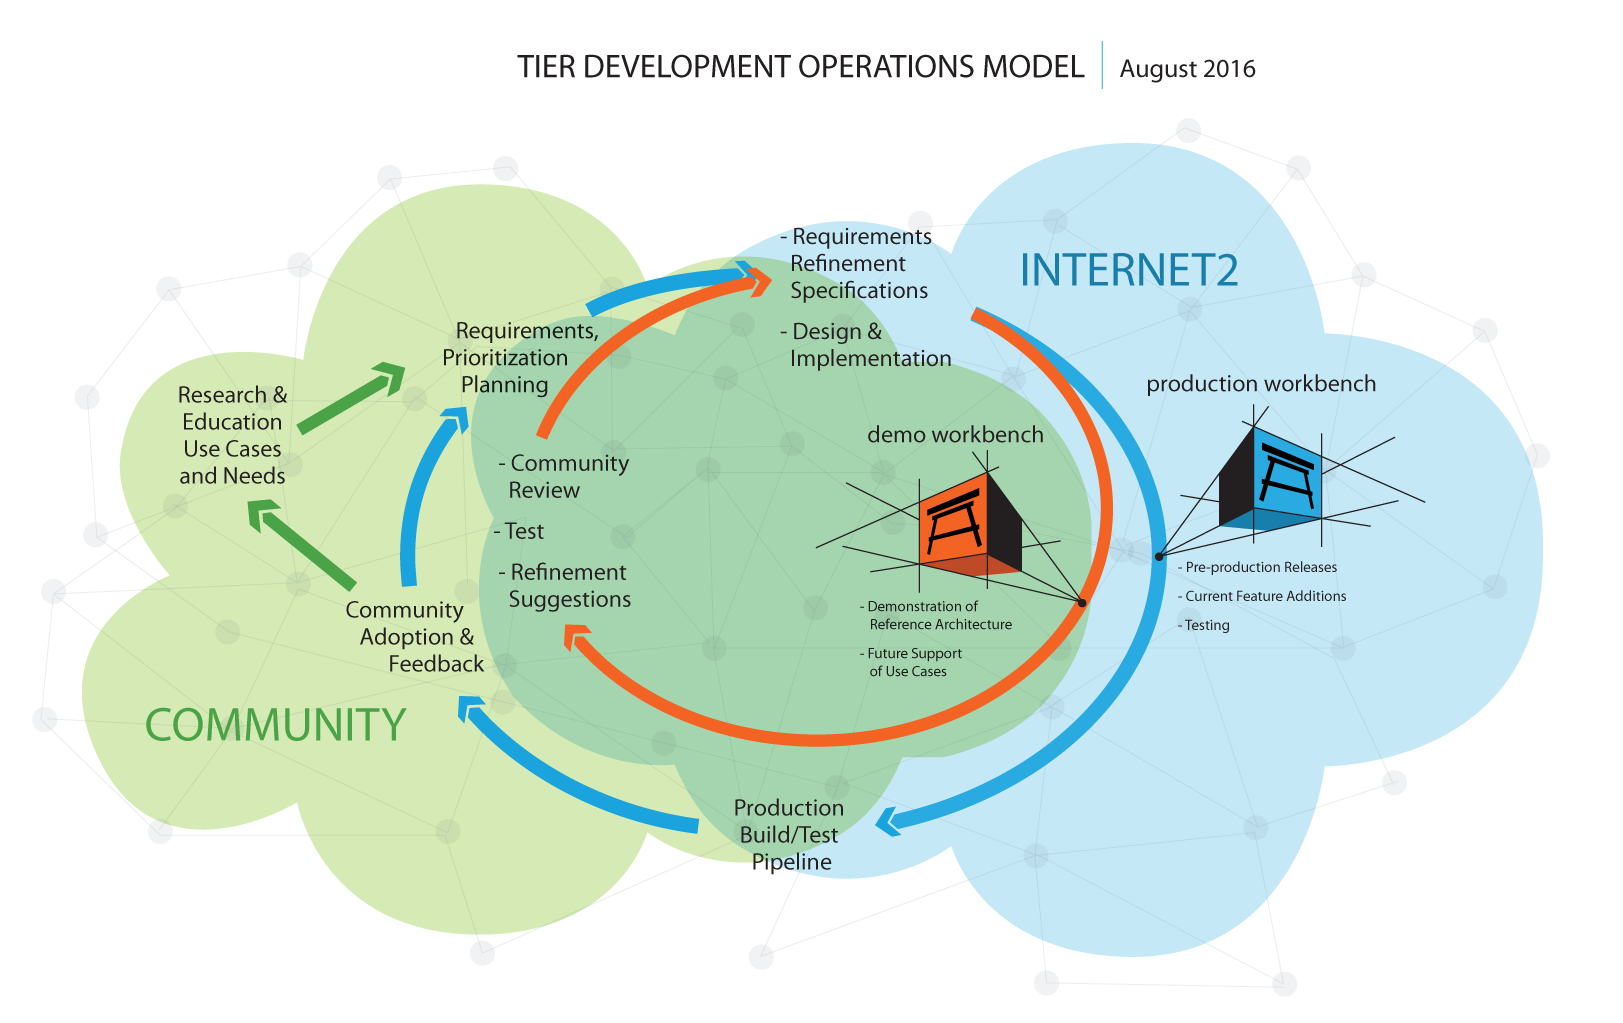 TIER DEVELOPMENT OPERATIONS MODEL | August 2016
- Requirements
Refinement
Specifications
- Design &
Implementation
INTERNET2
Requirements,
Prioritization
Planning
Research &
Education
Use Cases
and Needs
production workbench
demo workbench
- Community
Review
- Test
- Refinement
Suggestions
- Pre-production Releases
- Current Feature Additions
- Testing
- Demonstration of
Reference Architecture
- Future Support
of Use Cases
Community
Adoption &
Feedback
COMMUNITY
Production
Build/Test
Pipeline